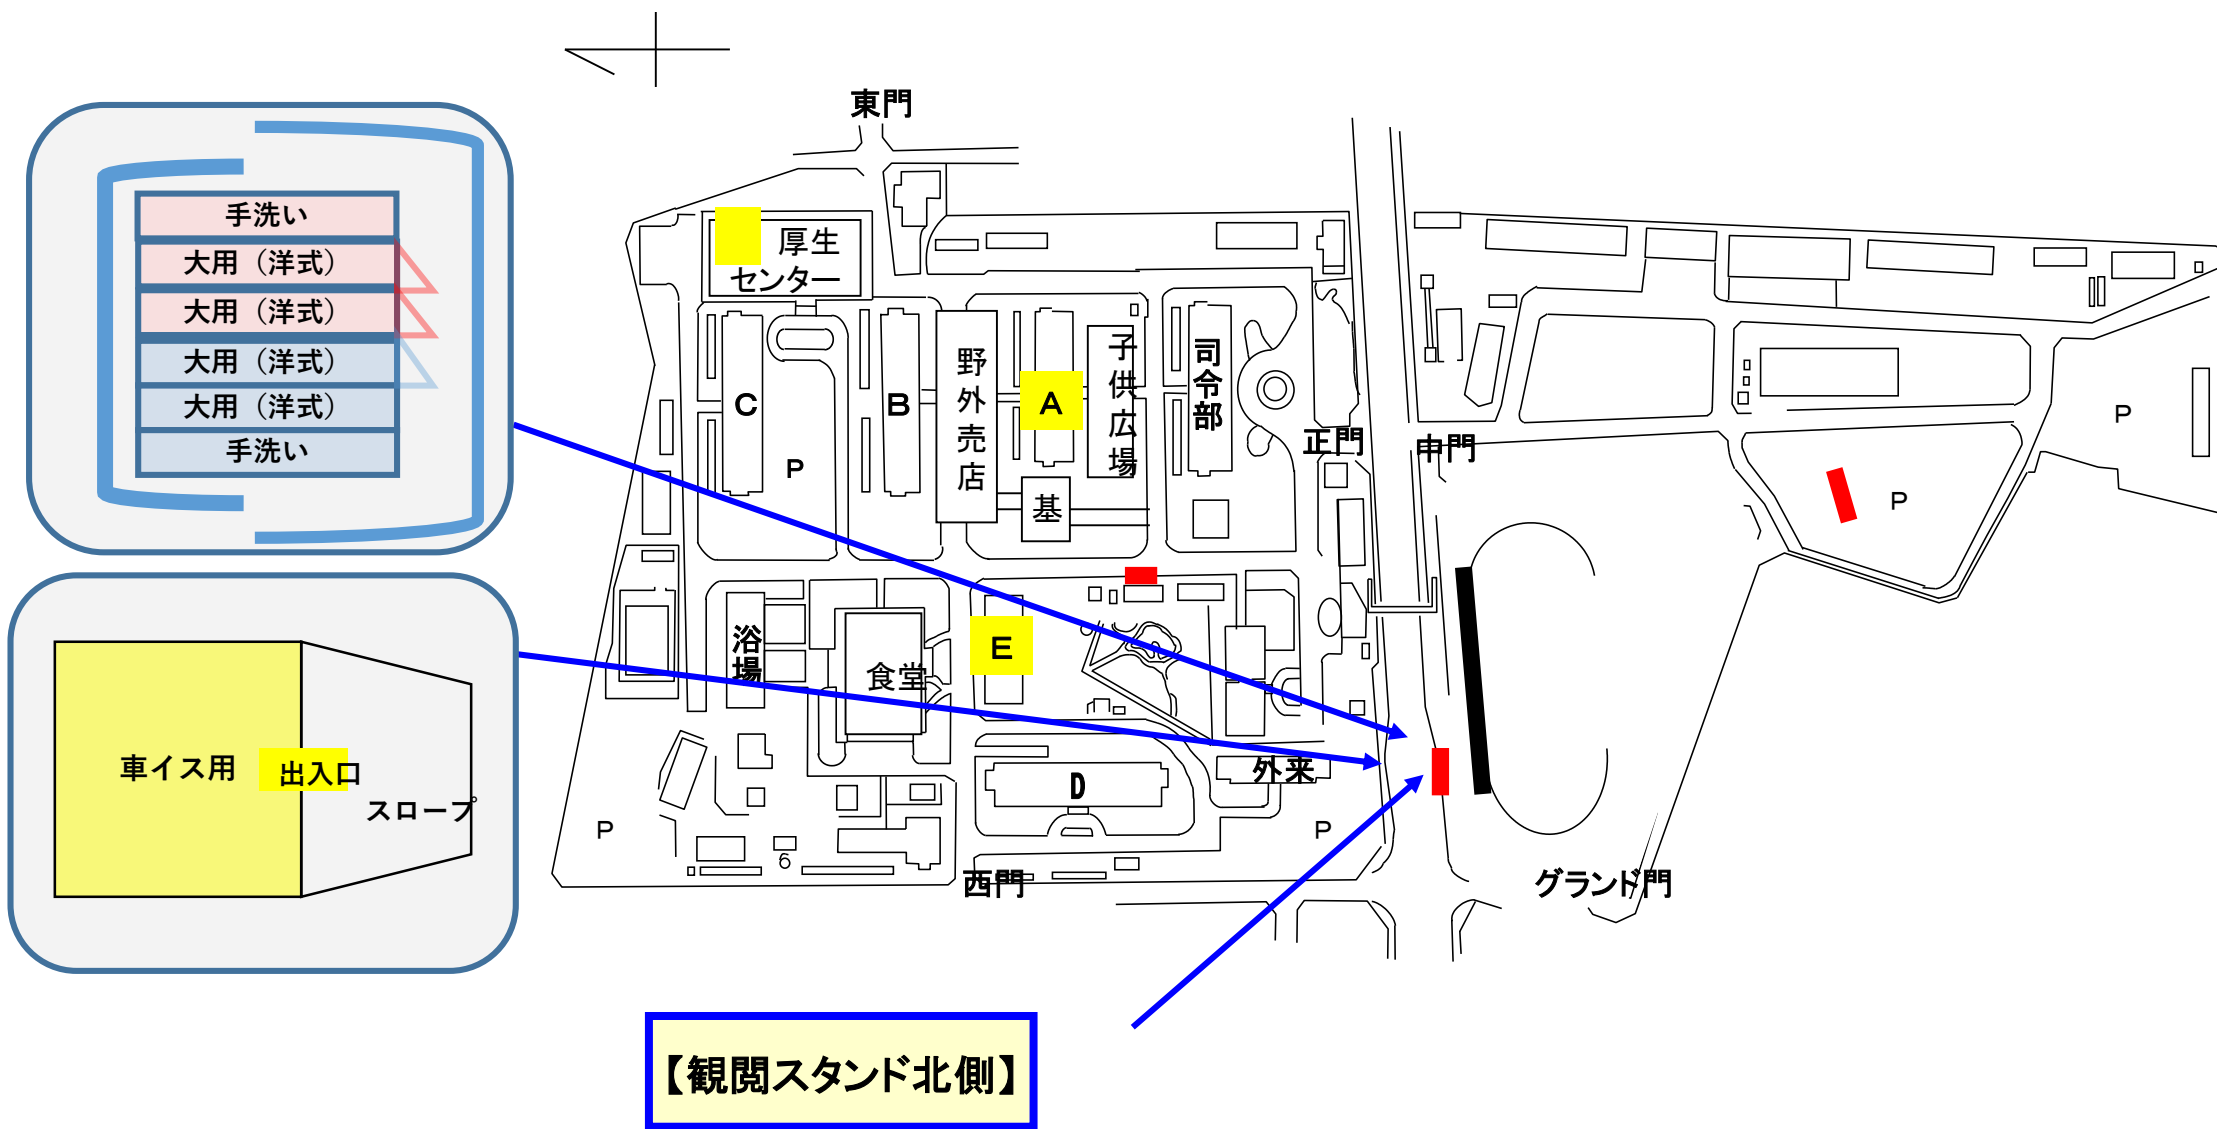 東門
手洗い
大用（洋式）
大用（洋式）
大用（洋式）
大用（洋式）
手洗い
厚生
センター
C
B
野外売店
A
子供広場
司令部
正門
中門
P
P
P
基
浴場
食堂
E
車イス用
出入口
スロープ
D
外来
P
P
6
西門
グランド門
【観閲スタンド北側】